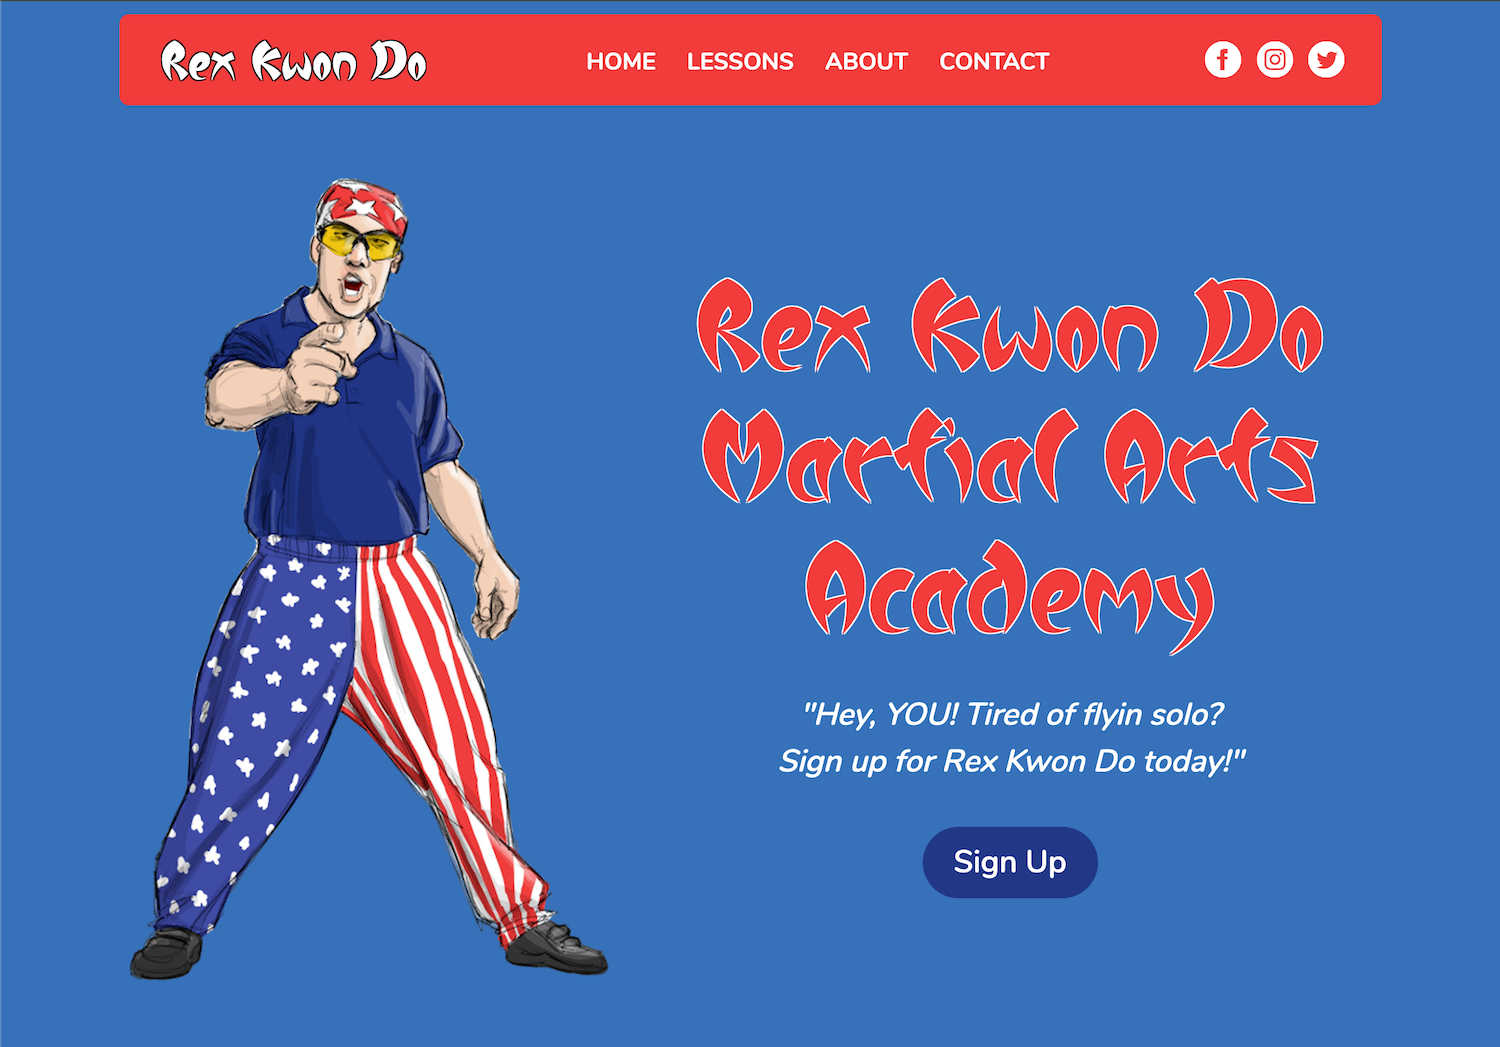 Rex Kwon Do
HOME LESSONS ABOUT CONTACT
Rex Kwon Do
Martial Arts
Academy
"Hey, YOU! Tired of flyin solo?
Sign up for Rex Kwon Do today!"
Sign Up